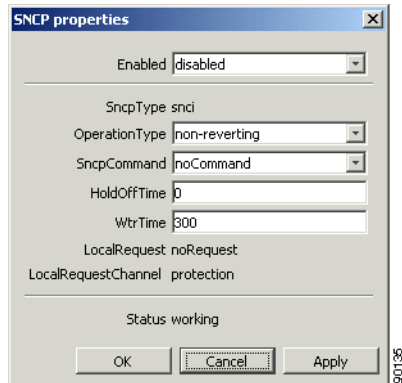 SNCP properties
Enabled disabled
SncpType snci
OperationType non-reverting
SncpCommand noCommand
HoldOffTime 0
WtrTime 300
LocalRequest noRequest
LocalRequestChannel protection
Status working
OK Cancel Apply
90135